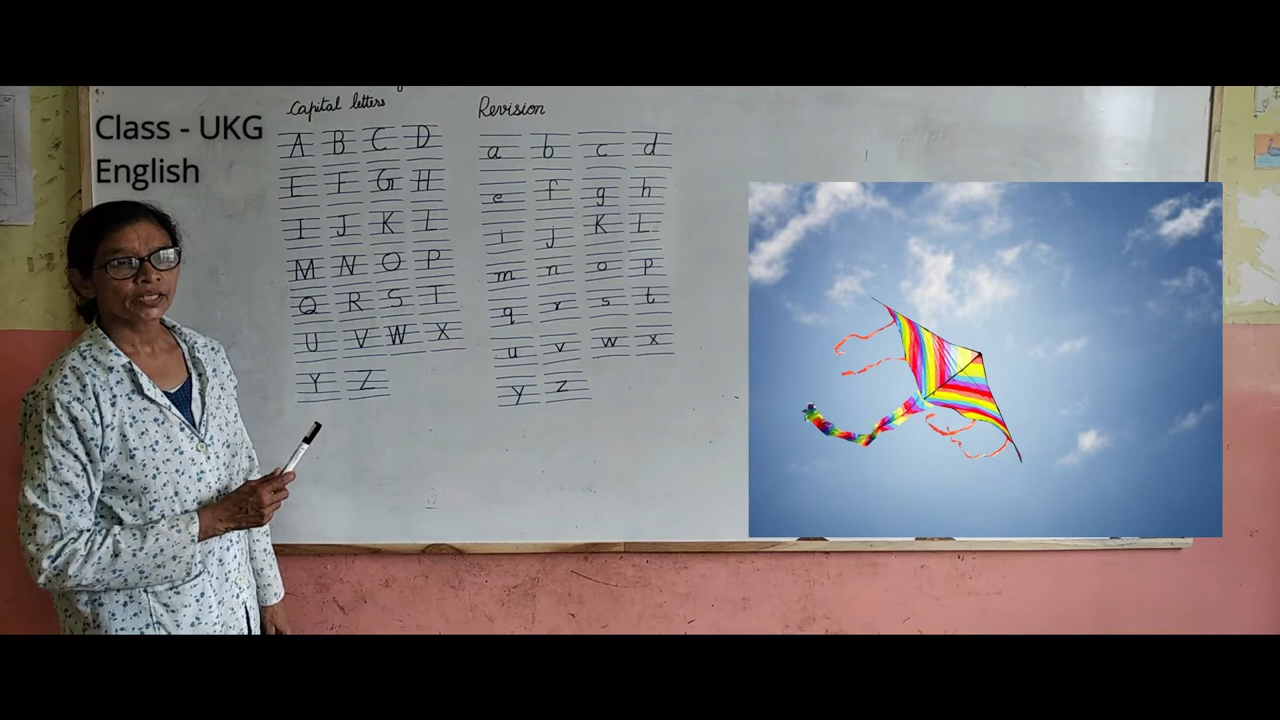 Class - UKG
English
Capital letters
A B C D
E F G H
I J K L
M N O P
Q R S T
U V W X
Y Z
Revision
a b c d
e f g h
i j K L
m n o p
q r s t
u v w x
y z